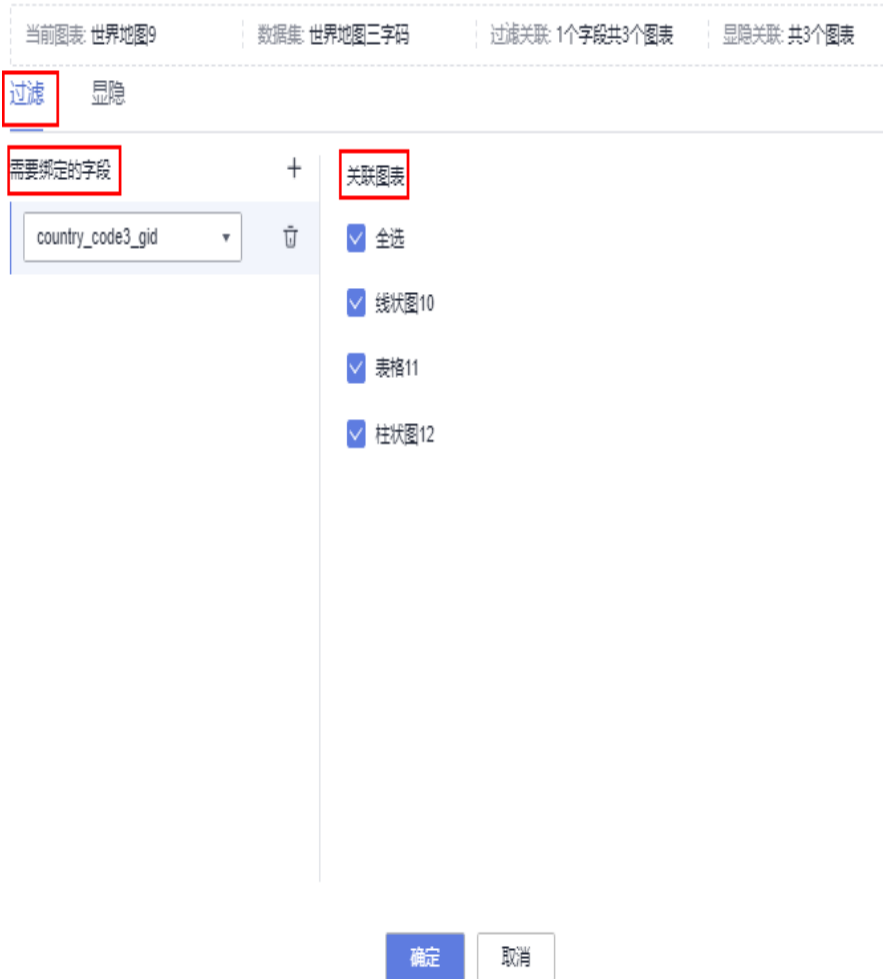 当前图表: 世界地图9 数据集: 世界地图三字码 过滤关联: 1个字段共3个图表 显隐关联: 共3个图表
过滤 显隐
需要绑定的字段 + 关联图表
country_code3_gid 全选
线状图10
表格11
柱状图12
确定 取消